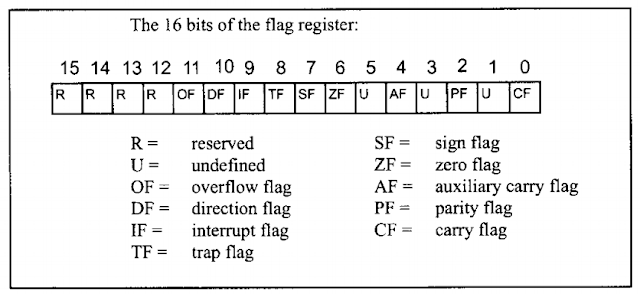 The 16 bits of the flag register:
15 14 13 12 11 10 9 8 7 6 5 4 3 2 1 0
R R R R OF DF IF TF SF ZF U AF U PF U CF
R = reserved SF = sign flag
U = undefined ZF = zero flag
OF = overflow flag AF = auxiliary carry flag
DF = direction flag PF = parity flag
IF = interrupt flag CF = carry flag
TF = trap flag